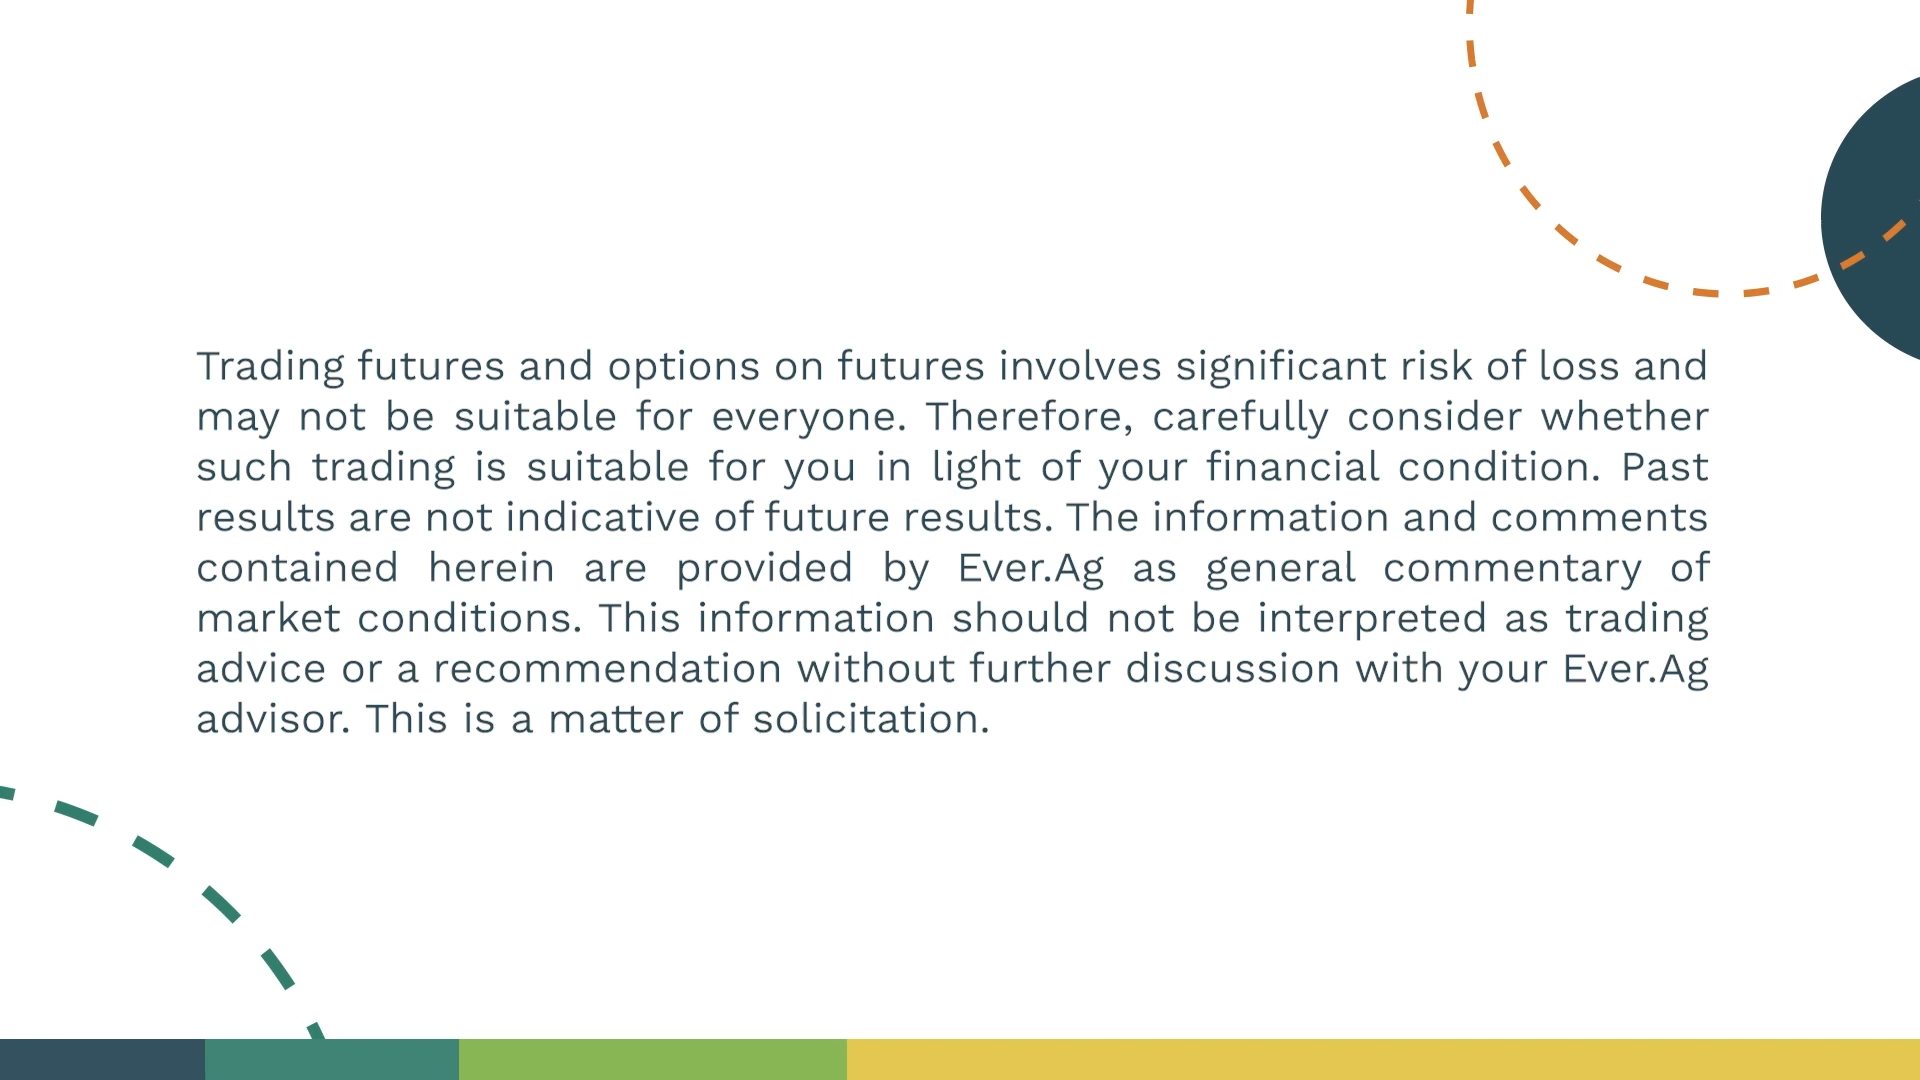 Trading futures and options on futures involves significant risk of loss and
may not be suitable for everyone. Therefore, carefully consider whether
such trading is suitable for you in light of your financial condition. Past
results are not indicative of future results. The information and comments
contained herein are provided by Ever.Ag as general commentary of
market conditions. This information should not be interpreted as trading
advice or a recommendation without further discussion with your Ever.Ag
advisor. This is a matter of solicitation.